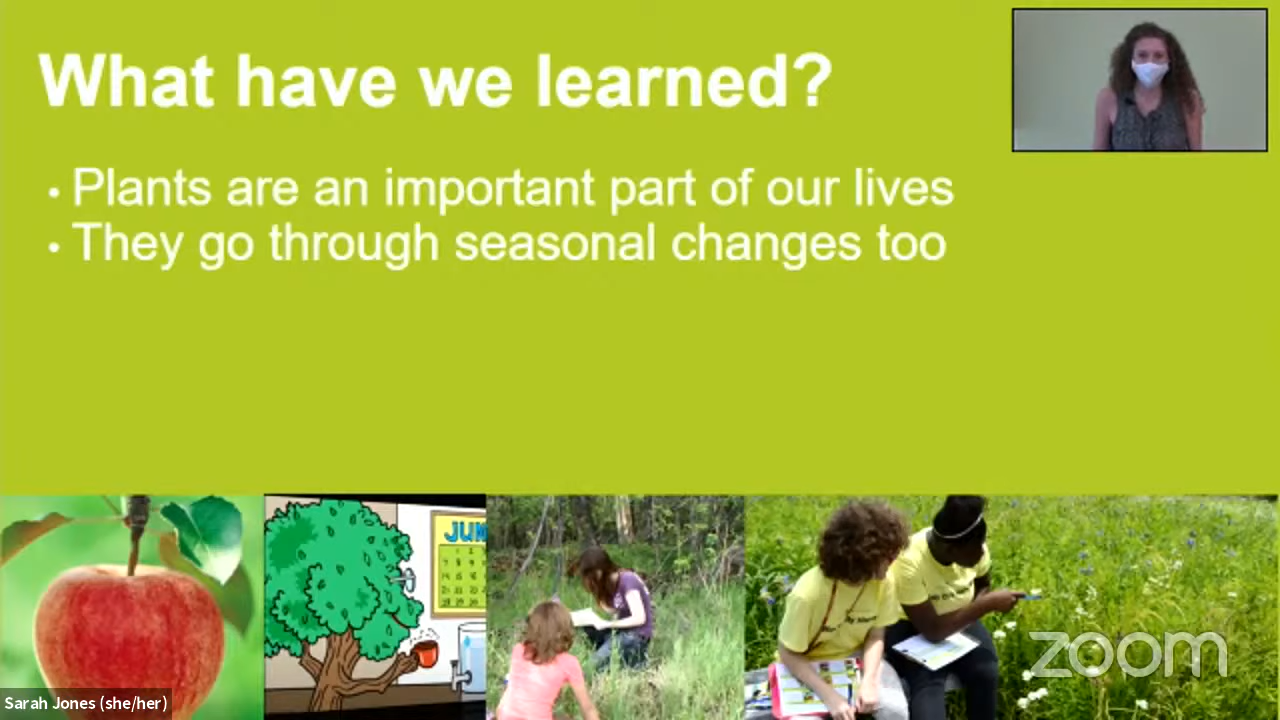 What have we learned?
• Plants are an important part of our lives
• They go through seasonal changes too
JUN
zoom
Sarah Jones (she/her)